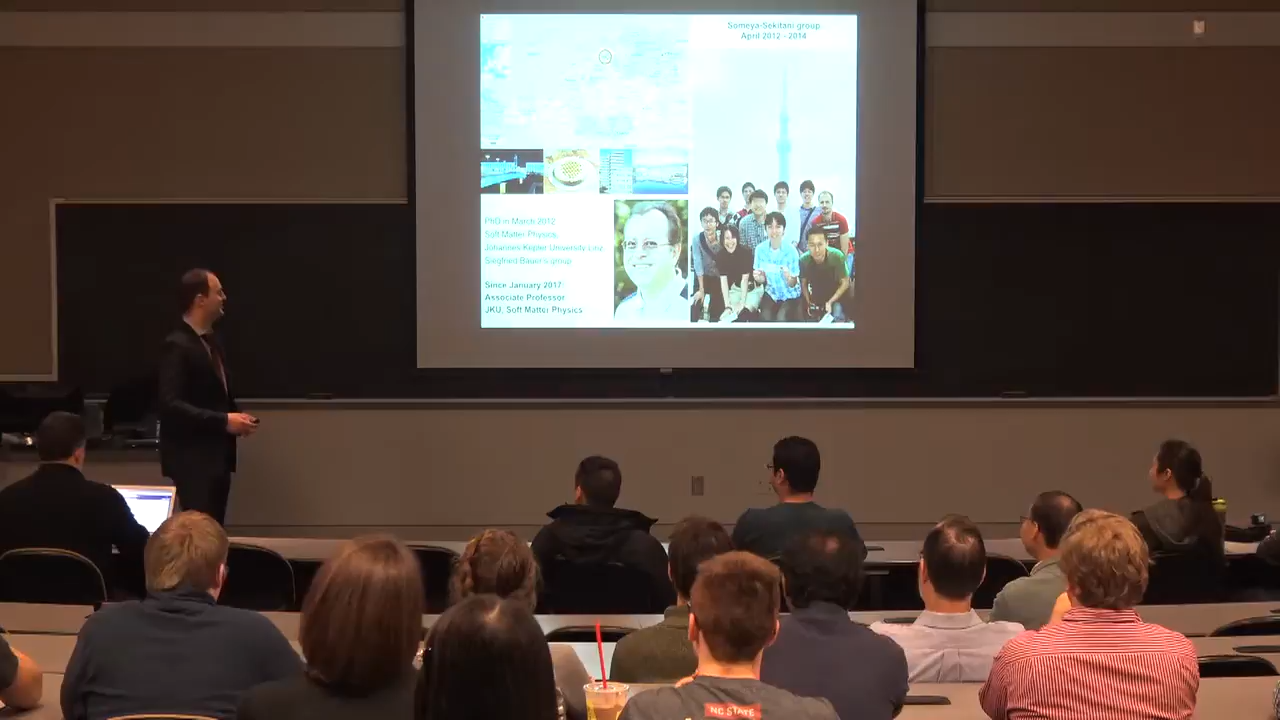 Someya-Sekitani group
April 2012 - 2014
PhD in March 2012
Soft Matter Physics
Johannes Kepler University Linz
Siegfried Bauer's group
Since January 2017
Associate Professor
JKU, Soft Matter Physics
NC STATE